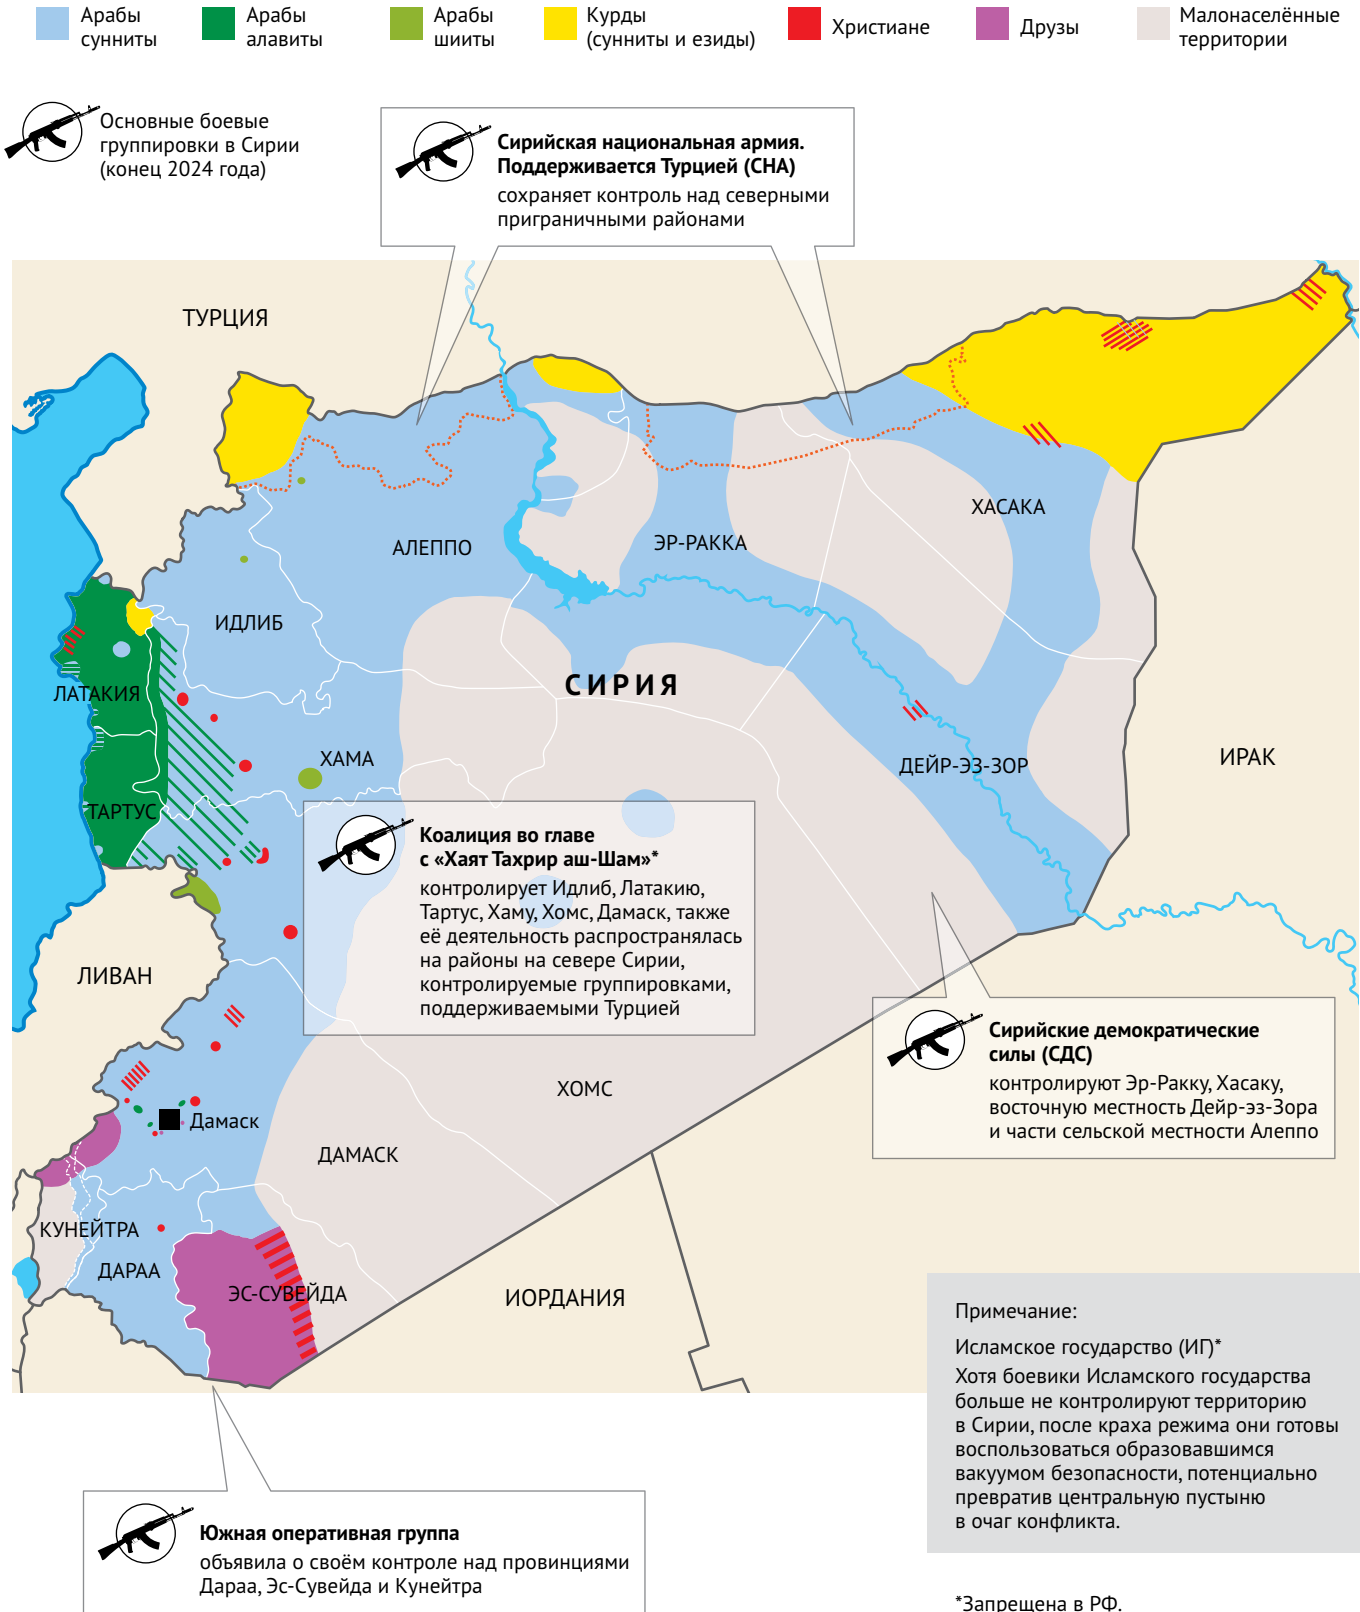 Арабы
сунниты
Арабы
алавиты
Арабы
шииты
Курды
(сунниты и езиды)
Христиане
Друзы
Малонаселённые
территории
Основные боевые
группировки в Сирии
(конец 2024 года)
Сирийская национальная армия.
Поддерживается Турцией (СНА)
сохраняет контроль над северными
приграничными районами
ТУРЦИЯ
ХАСАКА
ЭР-РАККА
АЛЕППО
ИДЛИБ
СИРИЯ
ЛАТАКИЯ
ХАМА
ИРАК
ДЕЙР-ЭЗ-ЗОР
ТАРТУС
Коалиция во главе
с «Хаят Тахрир аш-Шам»*
контролирует Идлиб, Латакию,
Тартус, Хаму, Хомс, Дамаск, также
её деятельность распространялась
на районы на севере Сирии,
контролируемые группировками,
поддерживаемыми Турцией
ЛИВАН
Сирийские демократические
силы (СДС)
контролируют Эр-Ракку, Хасаку,
восточную местность Дейр-эз-Зора
и части сельской местности Алеппо
ХОМС
Дамаск
ДАМАСК
КУНЕЙТРА
ДАРАА
ЭС-СУВЕЙДА
ИОРДАНИЯ
Примечание:
Исламское государство (ИГ)*
Хотя боевики Исламского государства
больше не контролируют территорию
в Сирии, после краха режима они готовы
воспользоваться образовавшимся
вакуумом безопасности, потенциально
превратив центральную пустыню
в очаг конфликта.
Южная оперативная группа
объявила о своём контроле над провинциями
Дараа, Эс-Сувейда и Кунейтра
*Запрещена в РФ.